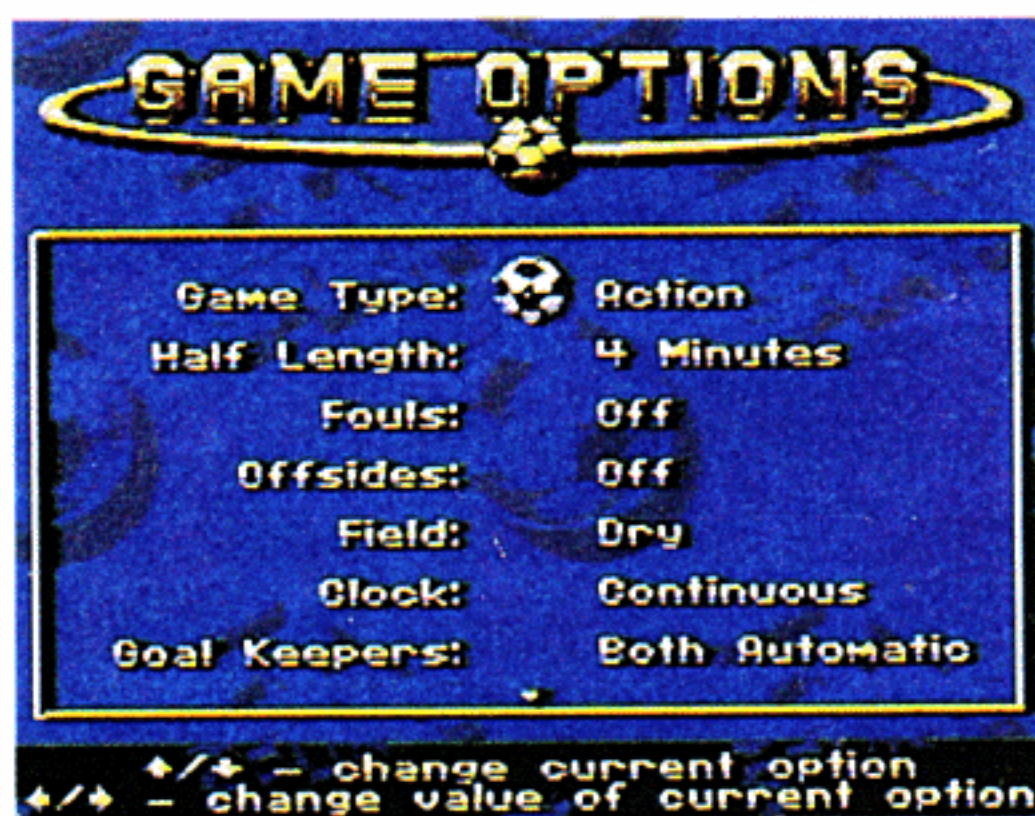 GAME OPTIONS
Game Type: Action
Half Length: 4 Minutes
Fouls: Off
Offsides: Off
Field: Dry
Clock: Continuous
Goal Keepers: Both Automatic
↑/↓ - change current option
←/→ - change value of current option